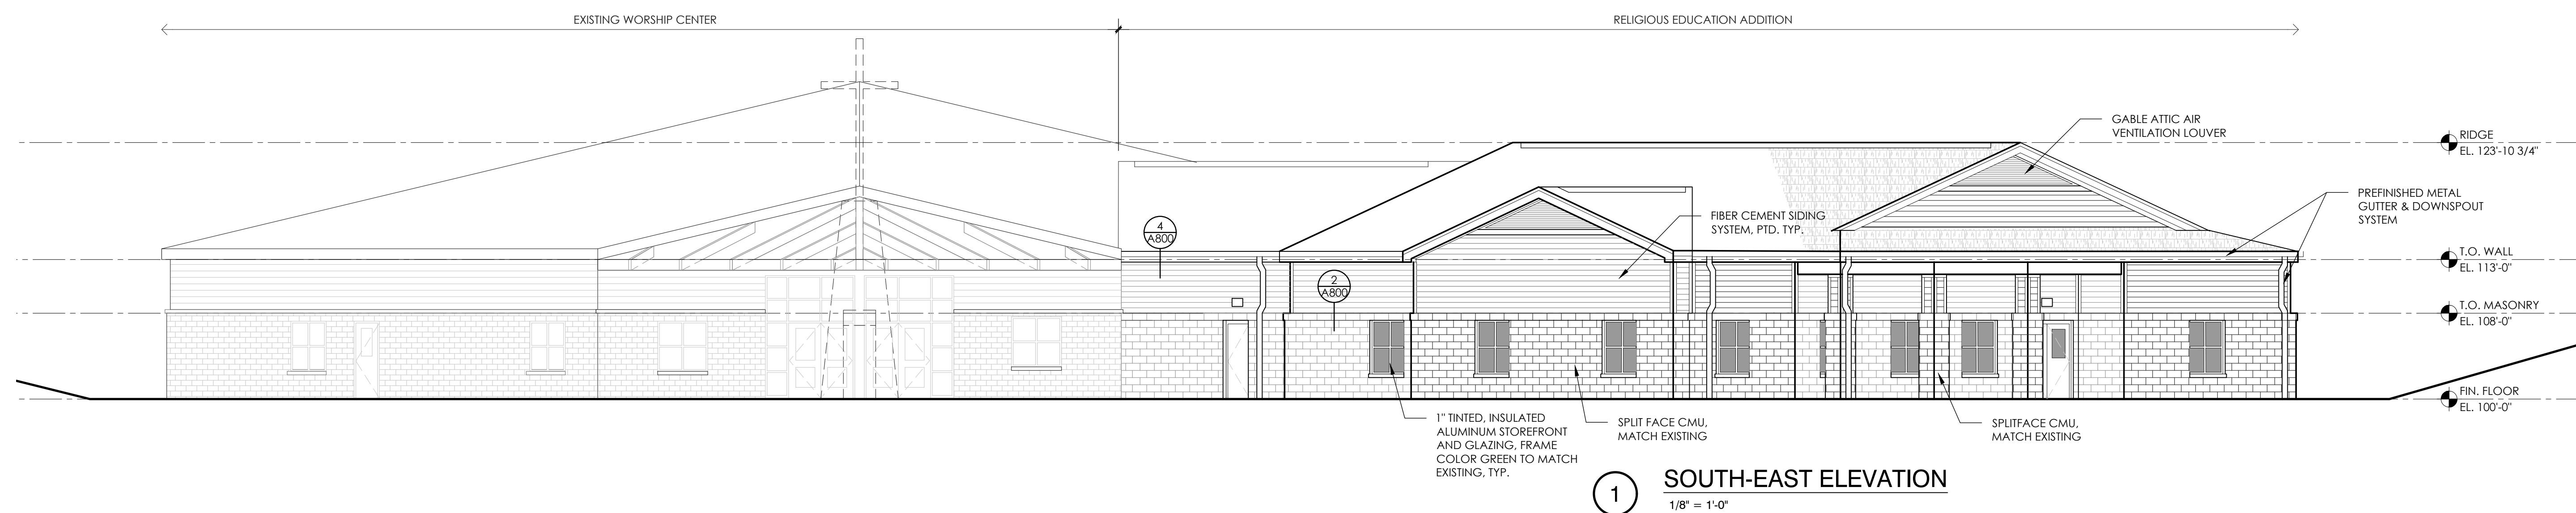 EXISTING WORSHIP CENTER
RELIGIOUS EDUCATION ADDITION
GABLE ATTIC AIR
VENTILATION LOUVER
RIDGE
EL. 123'-10 3/4"
PREFINISHED METAL
GUTTER & DOWNSPOUT
SYSTEM
FIBER CEMENT SIDING
SYSTEM, PTD. TYP.
4
A800
T.O. WALL
EL. 113'-0"
2
A800
T.O. MASONRY
EL. 108'-0"
FIN. FLOOR
EL. 100'-0"
1" TINTED, INSULATED
ALUMINUM STOREFRONT
AND GLAZING, FRAME
COLOR GREEN TO MATCH
EXISTING, TYP.
SPLIT FACE CMU,
MATCH EXISTING
SPLITFACE CMU,
MATCH EXISTING
1
SOUTH-EAST ELEVATION
1/8" = 1'-0"